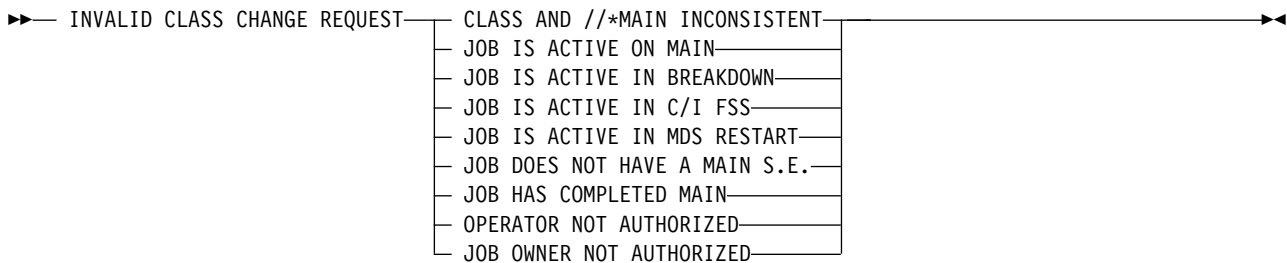 INVALID CLASS CHANGE REQUEST CLASS AND //*MAIN INCONSISTENT
JOB IS ACTIVE ON MAIN
JOB IS ACTIVE IN BREAKDOWN
JOB IS ACTIVE IN C/I FSS
JOB IS ACTIVE IN MDS RESTART
JOB DOES NOT HAVE A MAIN S.E.
JOB HAS COMPLETED MAIN
OPERATOR NOT AUTHORIZED
JOB OWNER NOT AUTHORIZED